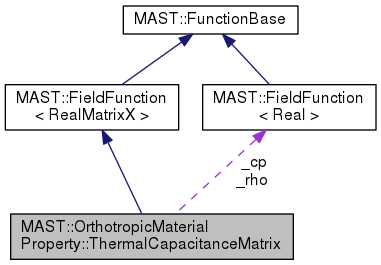 MAST::FunctionBase
MAST::FieldFunction
< RealMatrixX >
MAST::FieldFunction
< Real >
_cp
_rho
MAST::OrthotropicMaterial
Property::ThermalCapacitanceMatrix